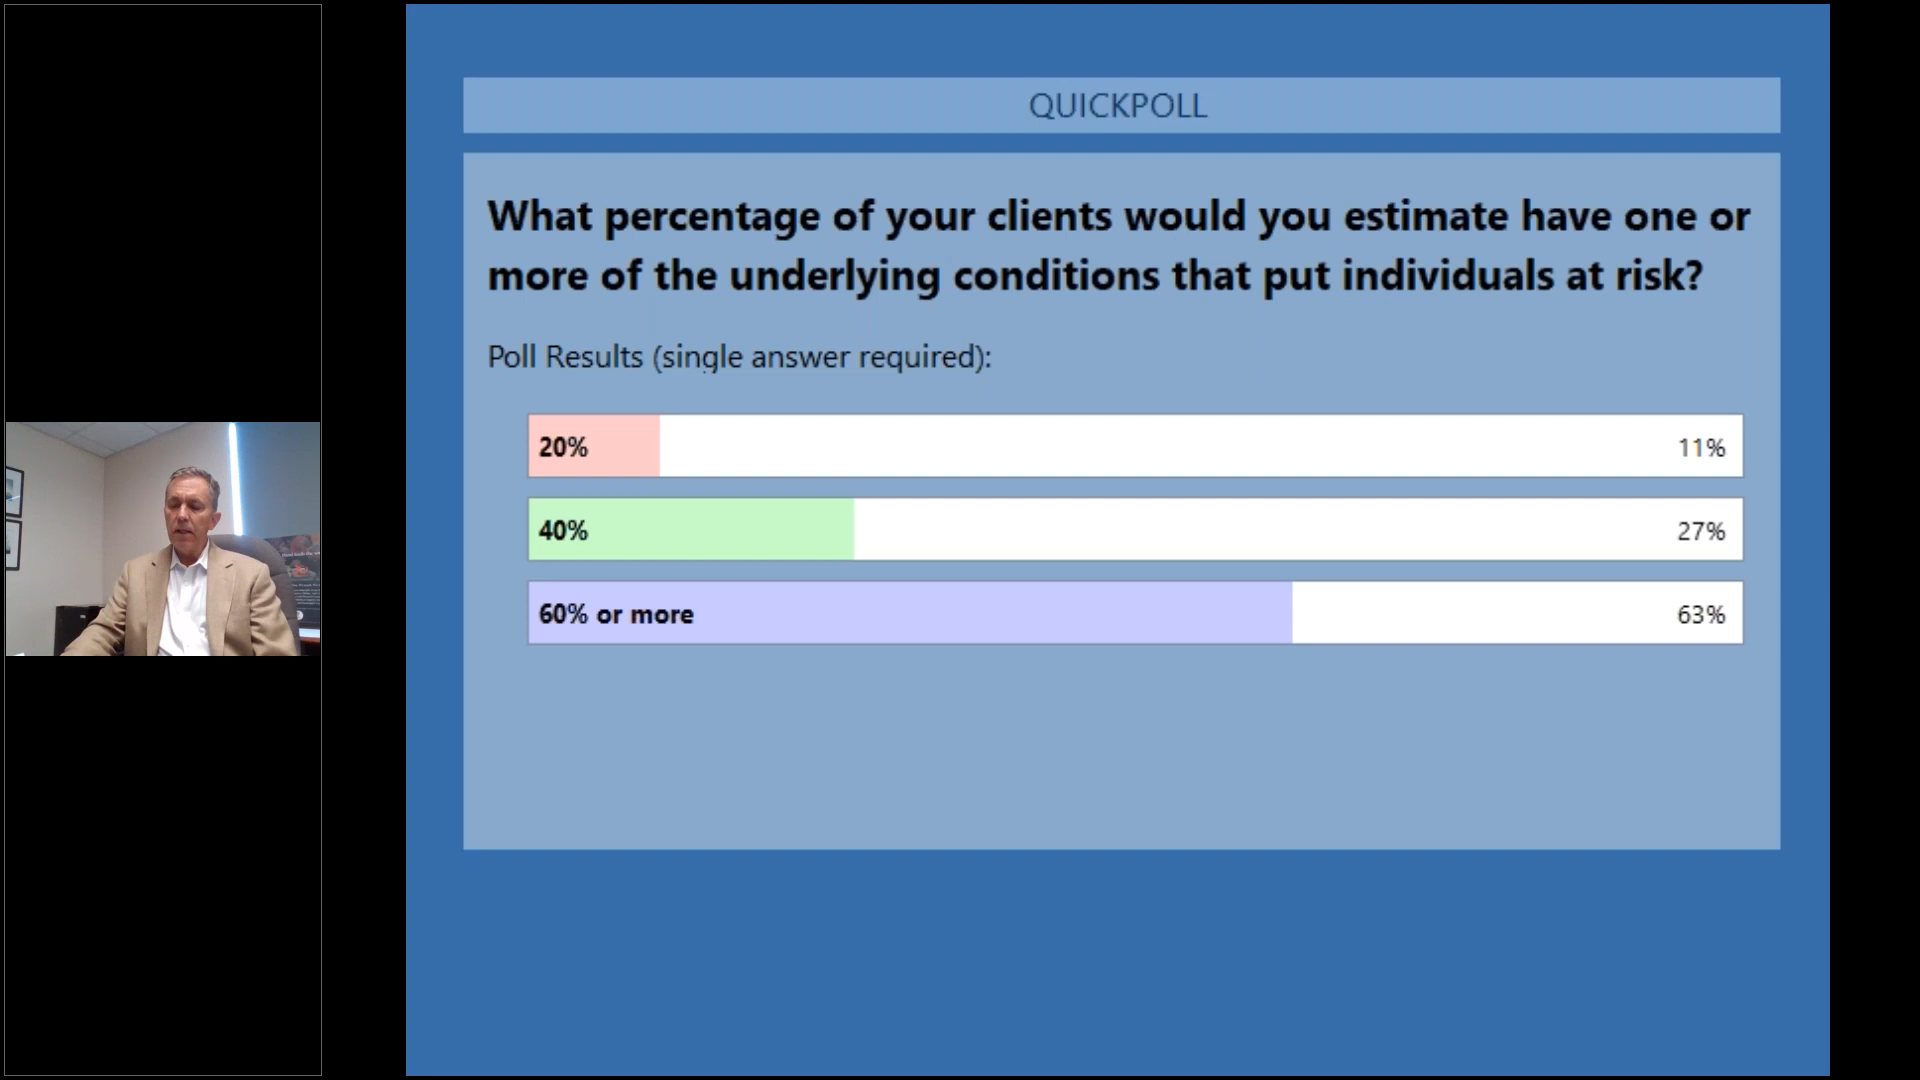 QUICKPOLL
What percentage of your clients would you estimate have one or
more of the underlying conditions that put individuals at risk?
Poll Results (single answer required):
20% 11%
40% 27%
60% or more 63%